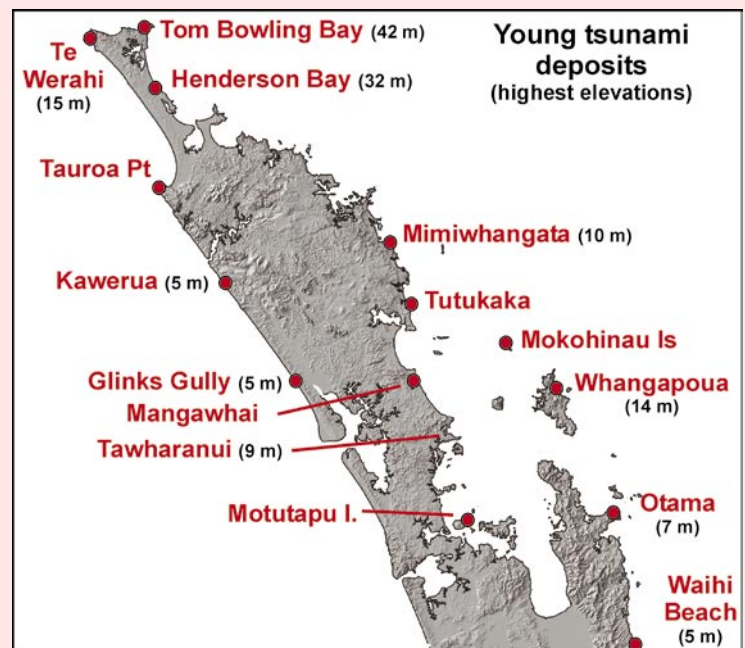 Tom Bowling Bay (42 m)
Young tsunami
deposits
(highest elevations)
Te
Werahi
(15 m)
Henderson Bay (32 m)
Tauroa Pt
Mimiwhangata (10 m)
Kawerua (5 m)
Tutukaka
Mokohinau Is
Glinks Gully (5 m)
Whangapoua
(14 m)
Mangawhai
Tawharanui (9 m)
Motutapu I.
Otama
(7 m)
Waihi
Beach
(5 m)